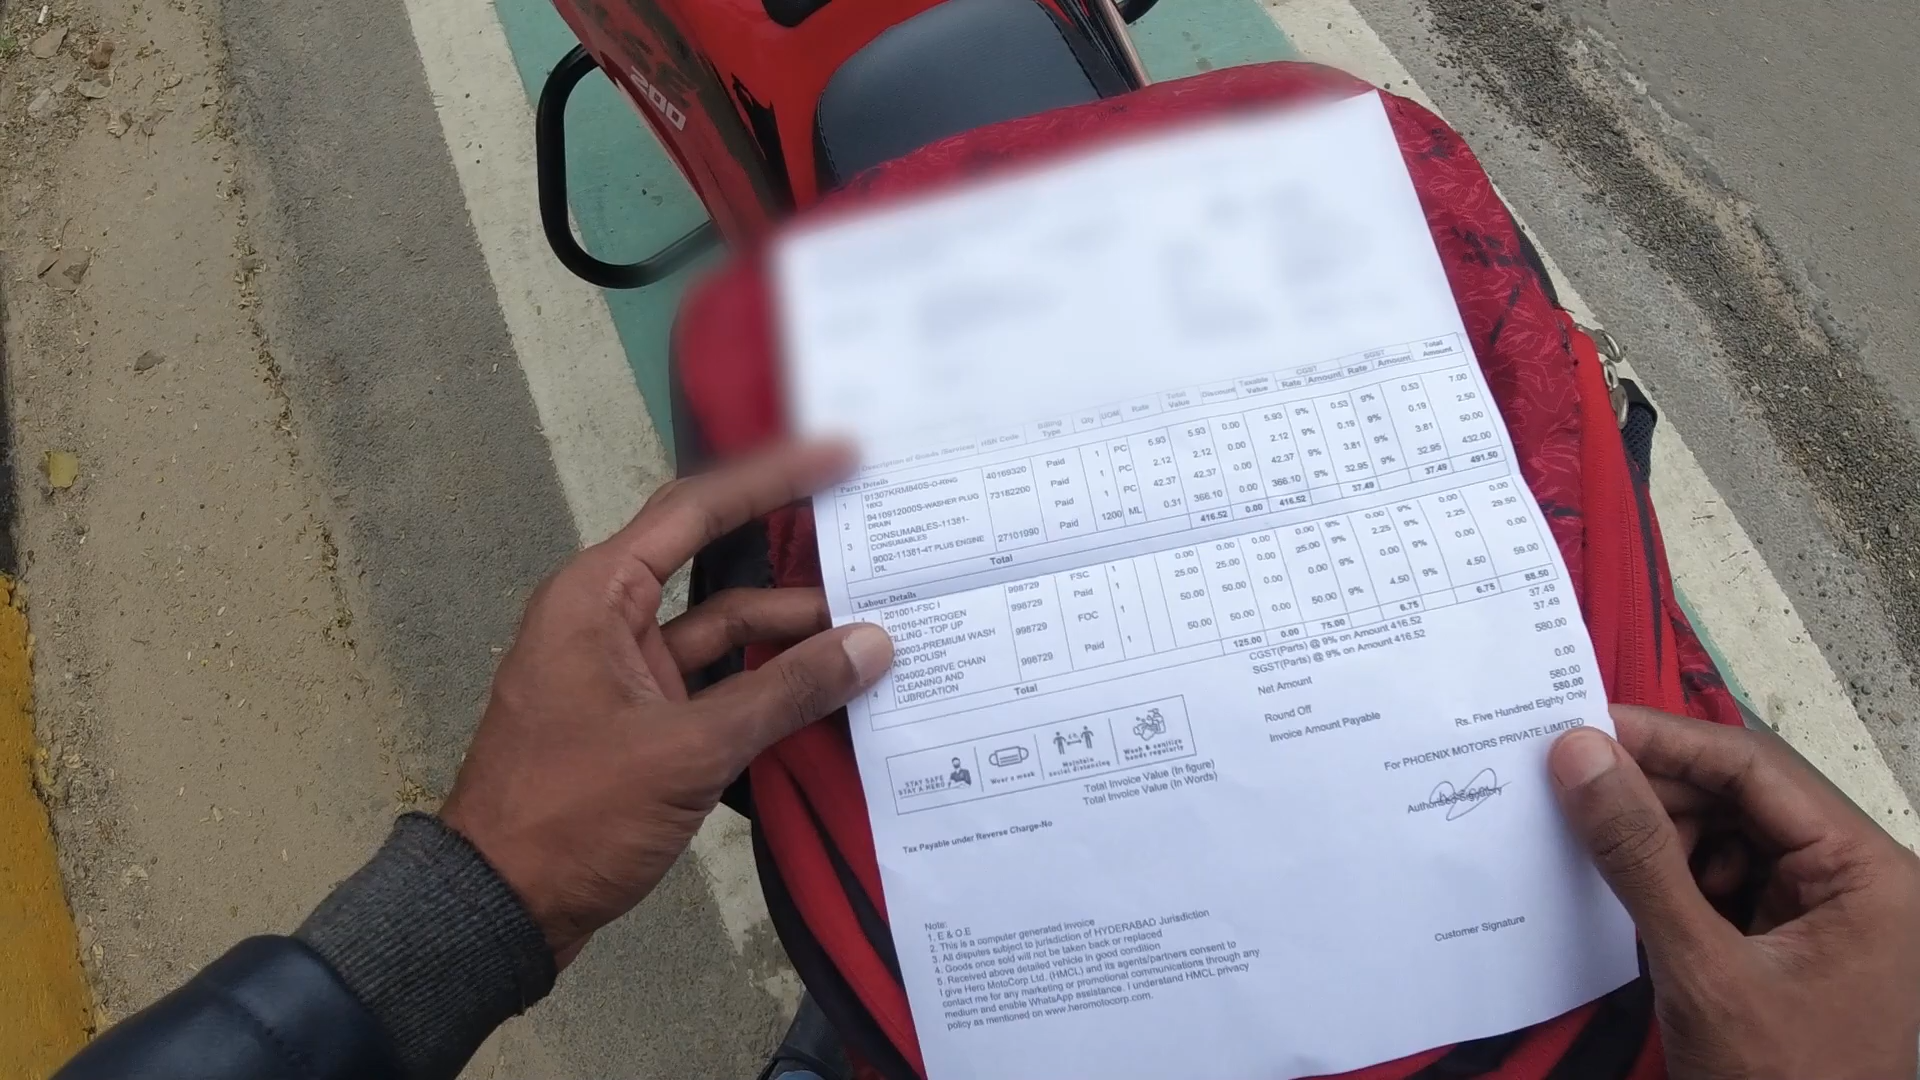 200
Description of Goods /Services HSN Code Billing Type Qty UOM Rate Total Value Discount Taxable Value CGST Rate Amount SGST Rate Amount Total Amount
Parts Details
1 91307KRM840S-O-RING 18X3 40169320 Paid 1 PC 5.93 5.93 0.00 5.93 9% 0.53 9% 0.53 7.00
2 9410912000S-WASHER PLUG DRAIN 73182200 Paid 1 PC 2.12 2.12 0.00 2.12 9% 0.19 9% 0.19 2.50
3 CONSUMABLES-11381-CONSUMABLES Paid 1 PC 42.37 42.37 0.00 42.37 9% 3.81 9% 3.81 50.00
4 9002-11381-4T PLUS ENGINE OIL 27101990 Paid 1200 ML 0.31 366.10 0.00 366.10 9% 32.95 9% 32.95 432.00
Total 416.52 0.00 416.52 37.49 37.49 491.50
Labour Details
201001-FSC I 998729 FSC 1 0.00 0.00 0.00 0.00 9% 0.00 9% 0.00 0.00
101016-NITROGEN FILLING - TOP UP 998729 Paid 1 25.00 25.00 0.00 25.00 9% 2.25 9% 2.25 29.50
00003-PREMIUM WASH AND POLISH 998729 FOC 1 50.00 50.00 0.00 0.00 9% 0.00 9% 0.00 0.00
4 304002-DRIVE CHAIN CLEANING AND LUBRICATION 998729 Paid 1 50.00 50.00 0.00 50.00 9% 4.50 9% 4.50 59.00
Total 125.00 0.00 75.00 6.75 6.75 88.50
CGST(Parts) @ 9% on Amount 416.52 37.49
SGST(Parts) @ 9% on Amount 416.52 37.49
Net Amount 580.00
Round Off 0.00
Invoice Amount Payable 580.00
STAY SAFE
STAY A HERO
Wear a mask
Maintain
social distancing
Wash & sanitize
hands regularly
Total Invoice Value (In figure) 580.00
Total Invoice Value (In Words) Rs. Five Hundred Eighty Only
For PHOENIX MOTORS PRIVATE LIMITED
Authorised Signatory
Tax Payable under Reverse Charge-No
Customer Signature
Note:
1. E & O.E
2. This is a computer generated invoice
3. All disputes subject to jurisdiction of HYDERABAD Jurisdiction
4. Goods once sold will not be taken back or replaced
5. Received above detailed vehicle in good condition
I give Hero MotoCorp Ltd. (HMCL) and its agents/partners consent to
contact me for any marketing or promotional communications through any
medium and enable WhatsApp assistance. I understand HMCL privacy
policy as mentioned on www.heromotocorp.com.